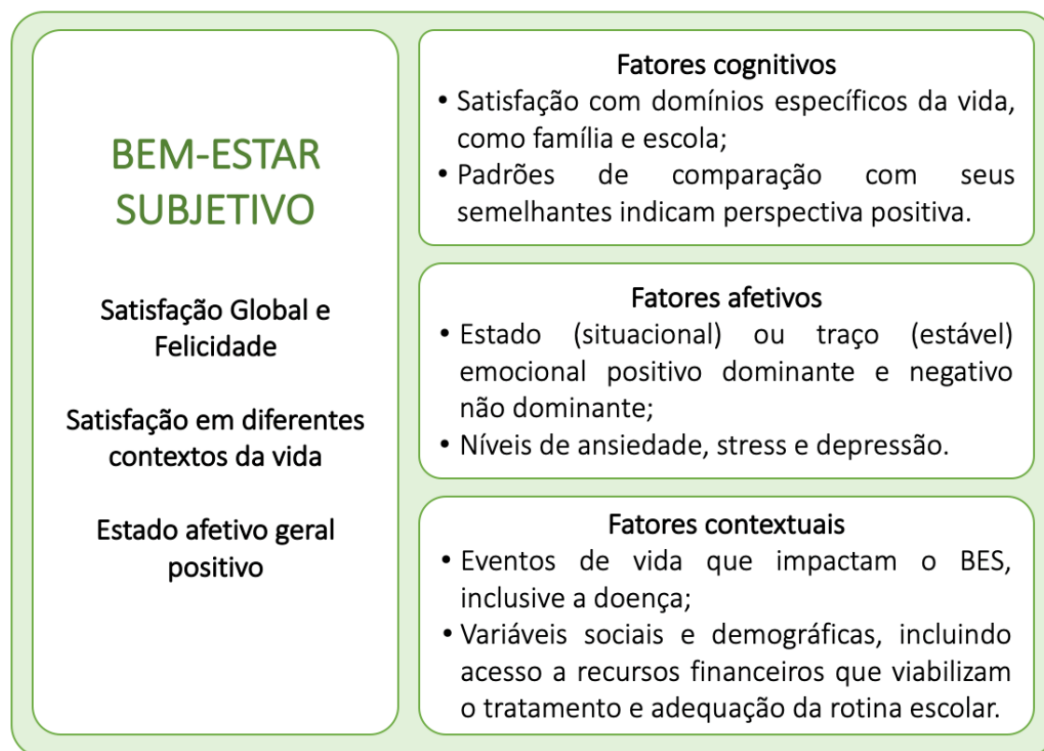 BEM-ESTAR
SUBJETIVO
Satisfação Global e
Felicidade
Satisfação em diferentes
contextos da vida
Estado afetivo geral
positivo
Fatores cognitivos
• Satisfação com domínios específicos da vida,
como família e escola;
• Padrões de comparação com seus
semelhantes indicam perspectiva positiva.
Fatores afetivos
• Estado (situacional) ou traço (estável)
emocional positivo dominante e negativo
não dominante;
• Níveis de ansiedade, stress e depressão.
Fatores contextuais
• Eventos de vida que impactam o BES,
inclusive a doença;
• Variáveis sociais e demográficas, incluindo
acesso a recursos financeiros que viabilizam
o tratamento e adequação da rotina escolar.